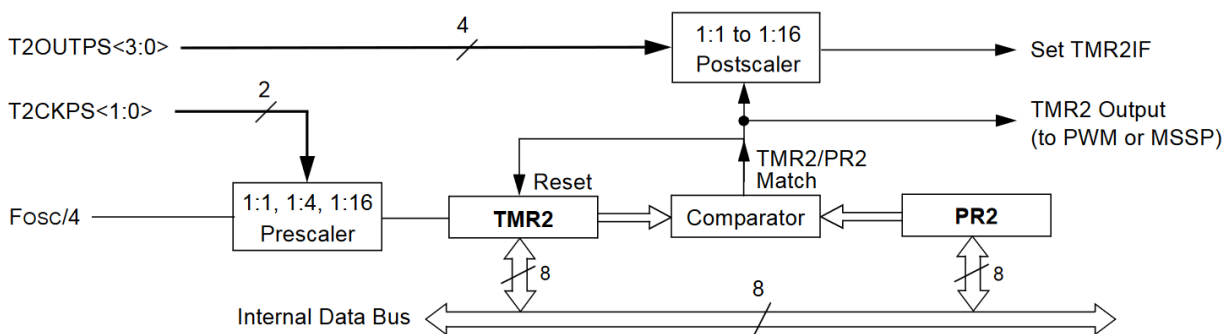 T2OUTPS<3:0>
4
1:1 to 1:16
Postscaler
Set TMR2IF
T2CKPS<1:0>
2
TMR2 Output
(to PWM or MSSP)
TMR2/PR2
Match
Reset
Fosc/4
1:1, 1:4, 1:16
Prescaler
TMR2
Comparator
PR2
8
8
8
Internal Data Bus